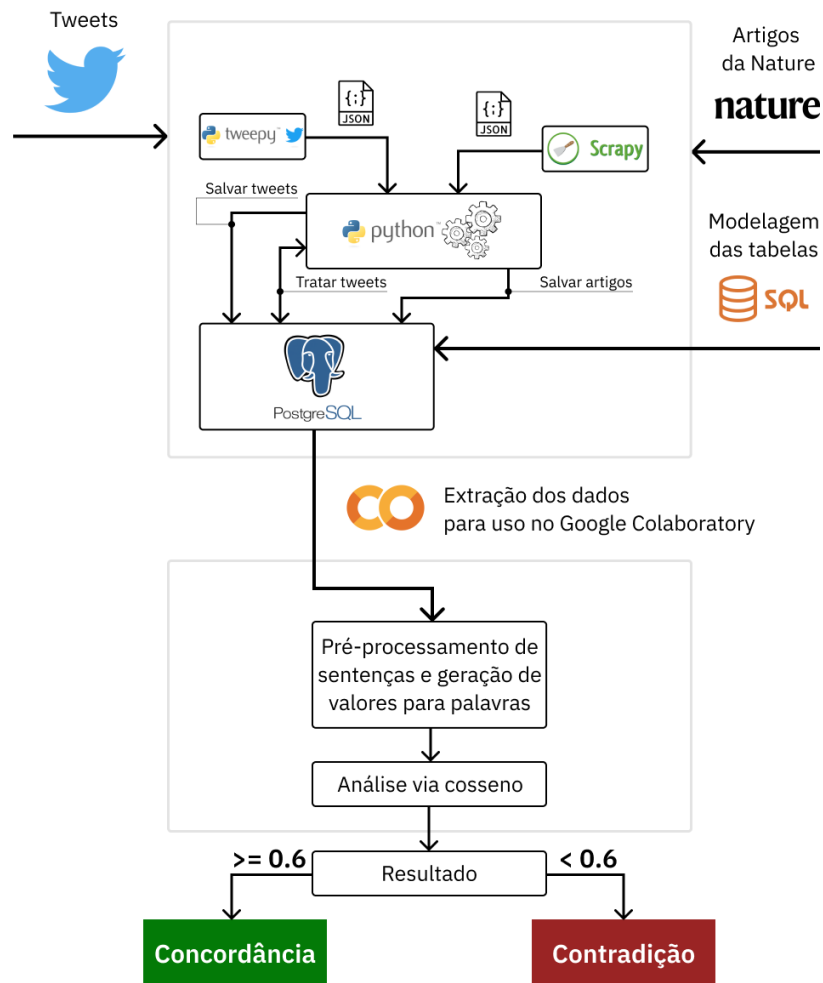 Tweets
Artigos
da Nature
nature
{;}
JSON
{;}
JSON
tweepy™
Scrapy
Salvar tweets
python™
Modelagem
das tabelas
SQL
Tratar tweets
Salvar artigos
PostgreSQL
Extração dos dados
para uso no Google Colaboratory
Pré-processamento de
sentenças e geração de
valores para palavras
Análise via cosseno
>= 0.6
Resultado
< 0.6
Concordância
Contradição